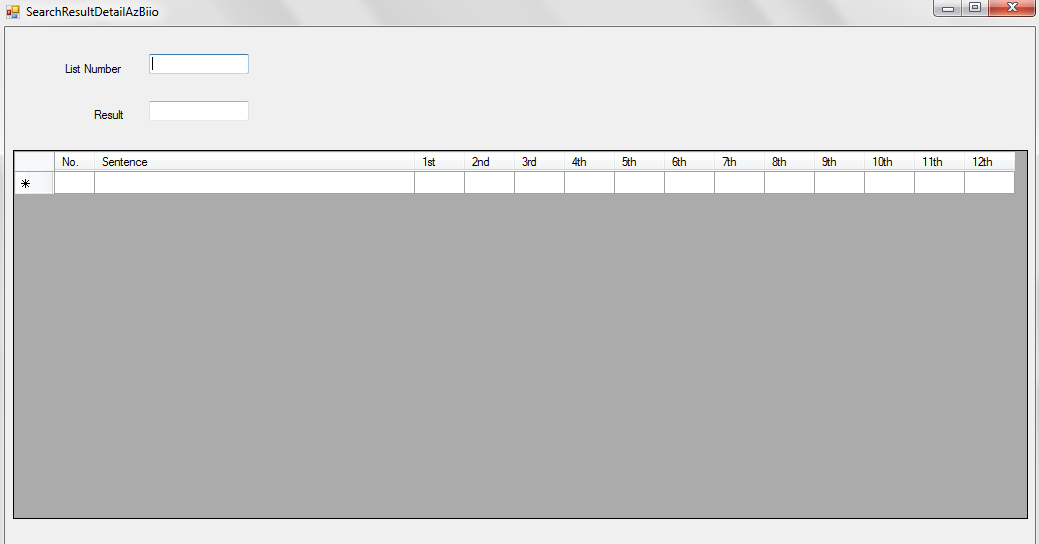 SearchResultDetailAzBiio
List Number
Result
No. Sentence 1st 2nd 3rd 4th 5th 6th 7th 8th 9th 10th 11th 12th